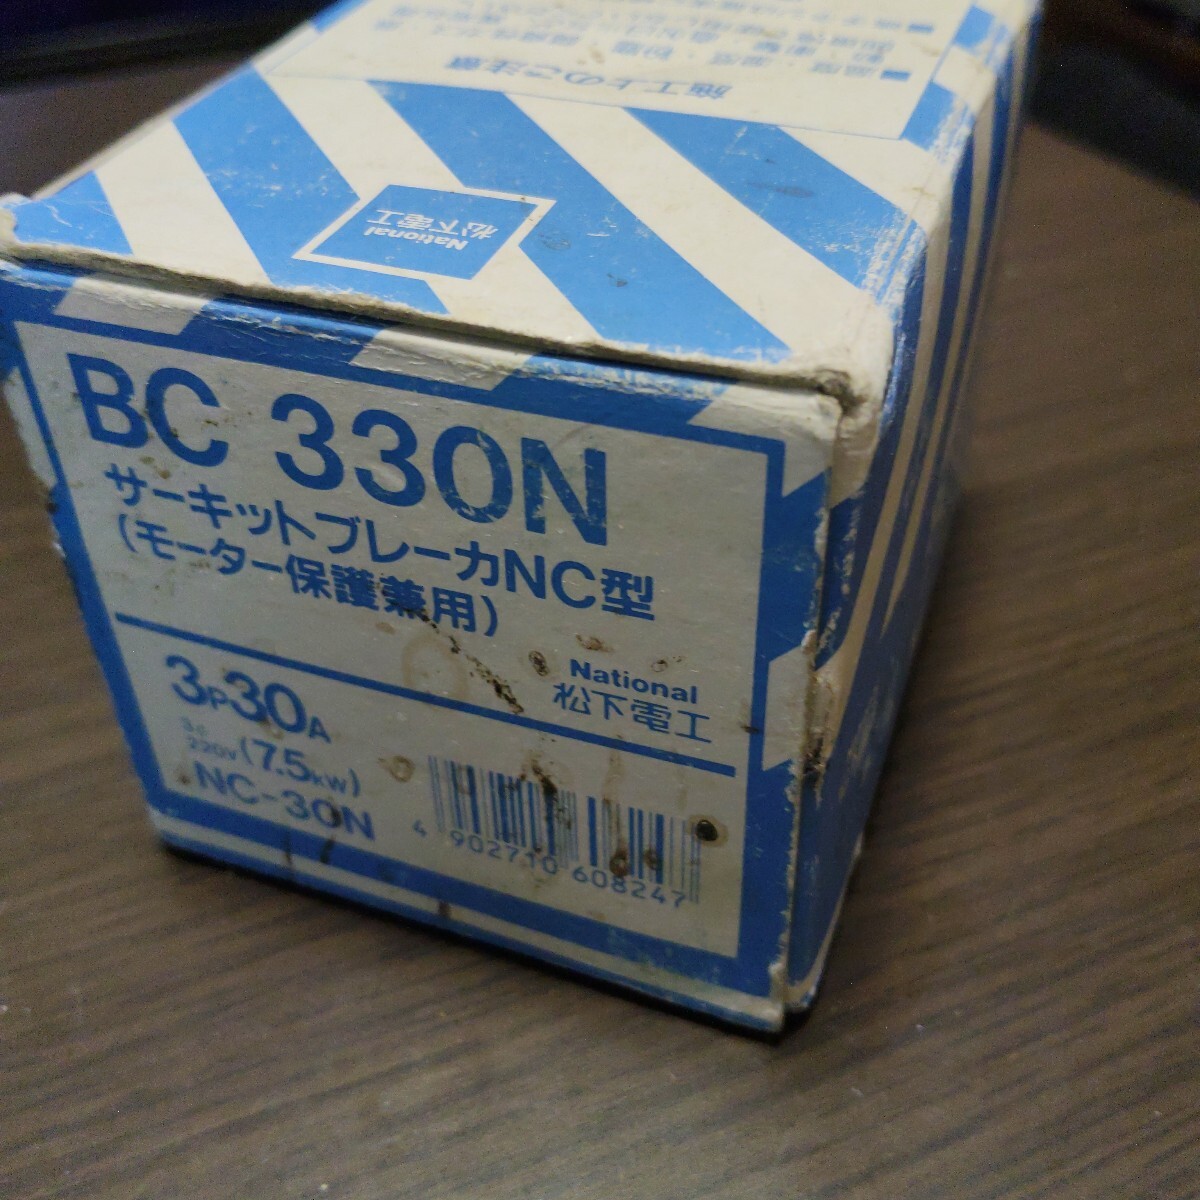 施工上のご注意
National
松下電工
BC 330N
サーキットブレーカNC型
(モーター保護兼用)
National
松下電工
3P30A
220V(7.5kW)
NC-30N
4 902710 608247